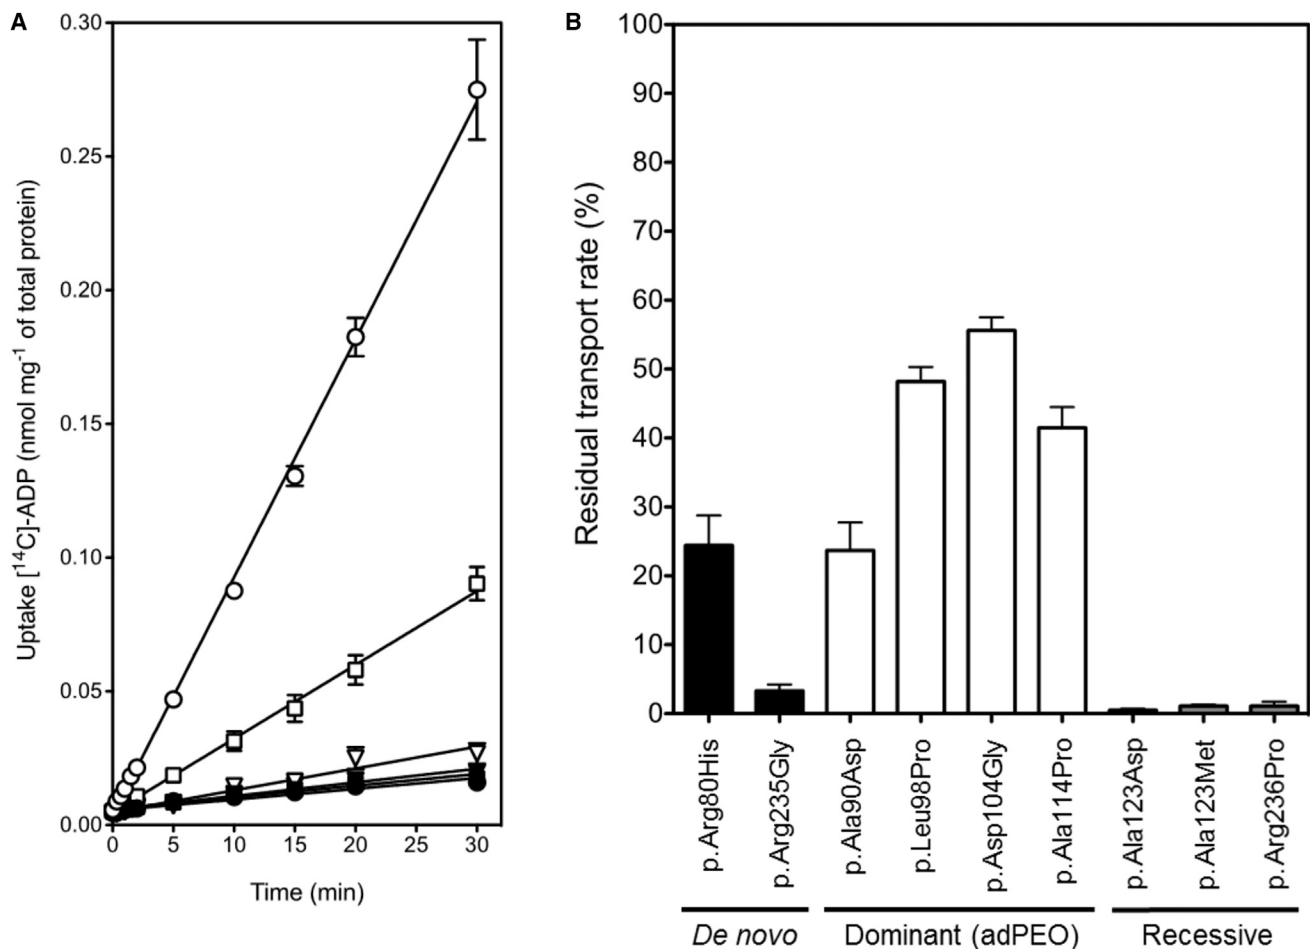 A
Uptake [¹⁴C]-ADP (nmol mg⁻¹ of total protein)
0.30
0.25
0.20
0.15
0.10
0.05
0.00
0 5 10 15 20 25 30
Time (min)
B
Residual transport rate (%)
100
90
80
70
60
50
40
30
20
10
0
p.Arg80His
p.Arg235Gly
p.Ala90Asp
p.Leu98Pro
p.Asp104Gly
p.Ala114Pro
p.Ala123Asp
p.Ala123Met
p.Arg236Pro
De novo
Dominant (adPEO)
Recessive